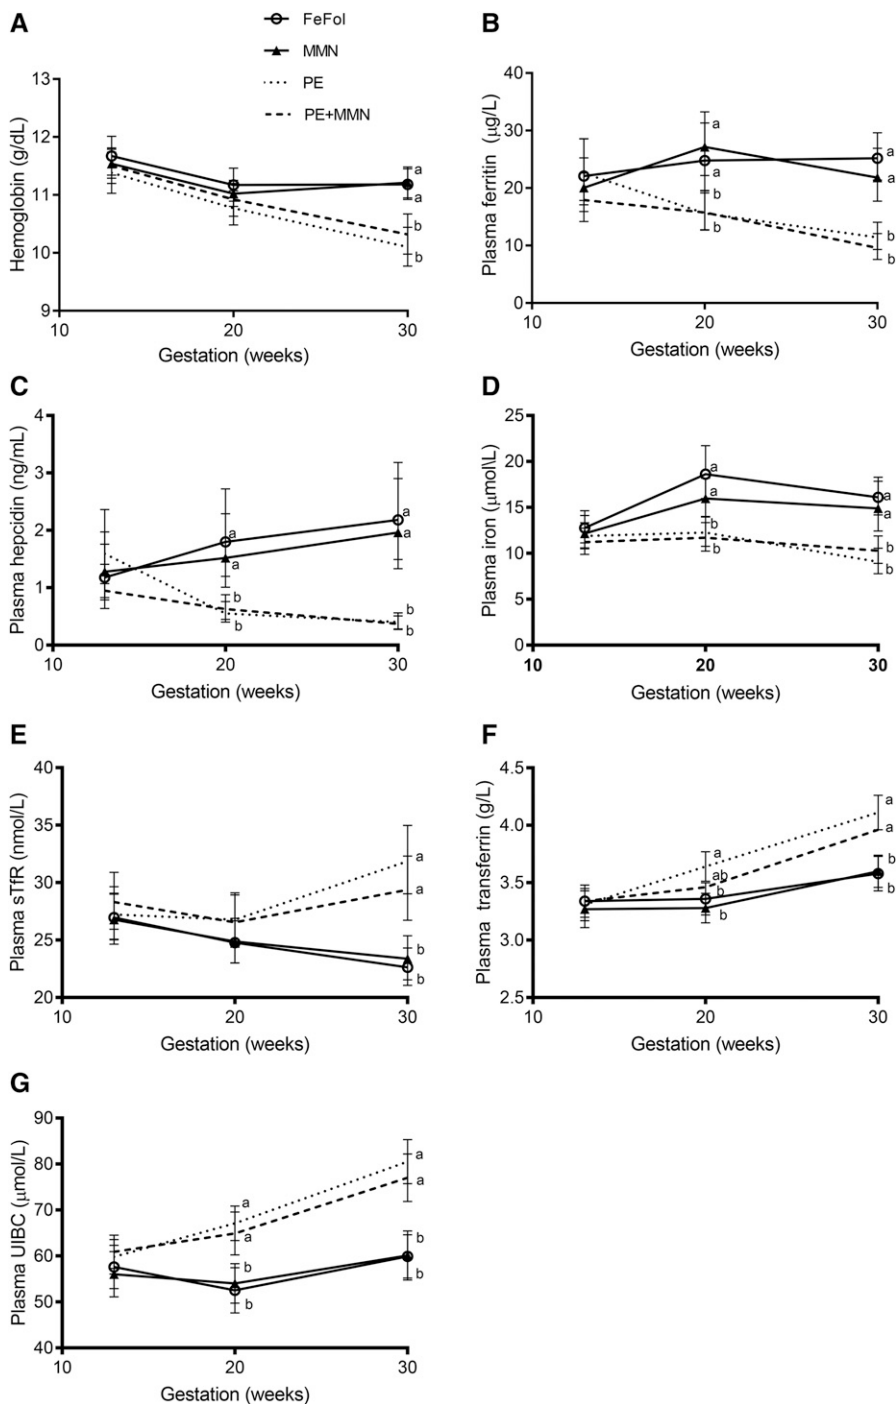 A
FeFol
MMN
PE
PE+MMN
Hemoglobin (g/dL)
13
12
11
10
9
a
a
b
b
10
20
30
Gestation (weeks)
B
Plasma ferritin (μg/L)
40
30
20
10
0
a
a
b
b
a
a
b
b
10
20
30
Gestation (weeks)
C
Plasma hepcidin (ng/mL)
4
3
2
1
0
a
a
b
b
a
a
b
b
10
20
30
Gestation (weeks)
D
Plasma iron (μmol\L)
25
20
15
10
5
0
a
a
b
b
a
a
b
b
10
20
30
Gestation (weeks)
E
Plasma sTfR (nmol/L)
40
35
30
25
20
a
a
b
b
10
20
30
Gestation (weeks)
F
Plasma transferrin (g/L)
4.5
4.0
3.5
3.0
2.5
a
ab
b
b
a
a
b
b
10
20
30
Gestation (weeks)
G
Plasma UIBC (μmol/L)
90
80
70
60
50
40
a
a
b
b
a
a
b
b
10
20
30
Gestation (weeks)